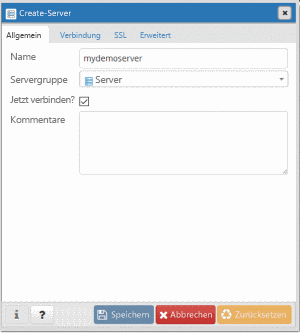 Create-Server
Allgemein Verbindung SSL Erweitert
Name mydemoserver
Servergruppe Server
Jetzt verbinden?
Kommentare
i ? Speichern Abbrechen Zurücksetzen